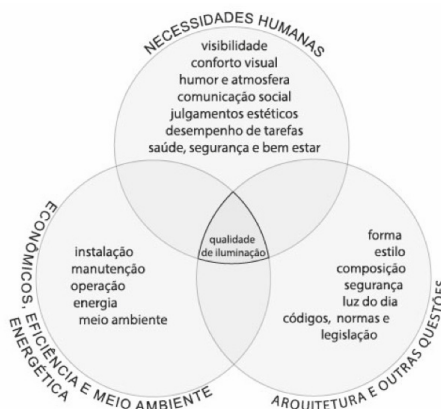 NECESSIDADES HUMANAS
visibilidade
conforto visual
humor e atmosfera
comunicação social
julgamentos estéticos
desempenho de tarefas
saúde, segurança e bem estar
qualidade
de iluminação
ECONÔMICOS, EFICIÊNCIA E MEIO AMBIENTE
ENERGÉTICA
instalação
manutenção
operação
energia
meio ambiente
forma
estilo
composição
segurança
luz do dia
códigos, normas e
legislação
ARQUITETURA E OUTRAS QUESTÕES